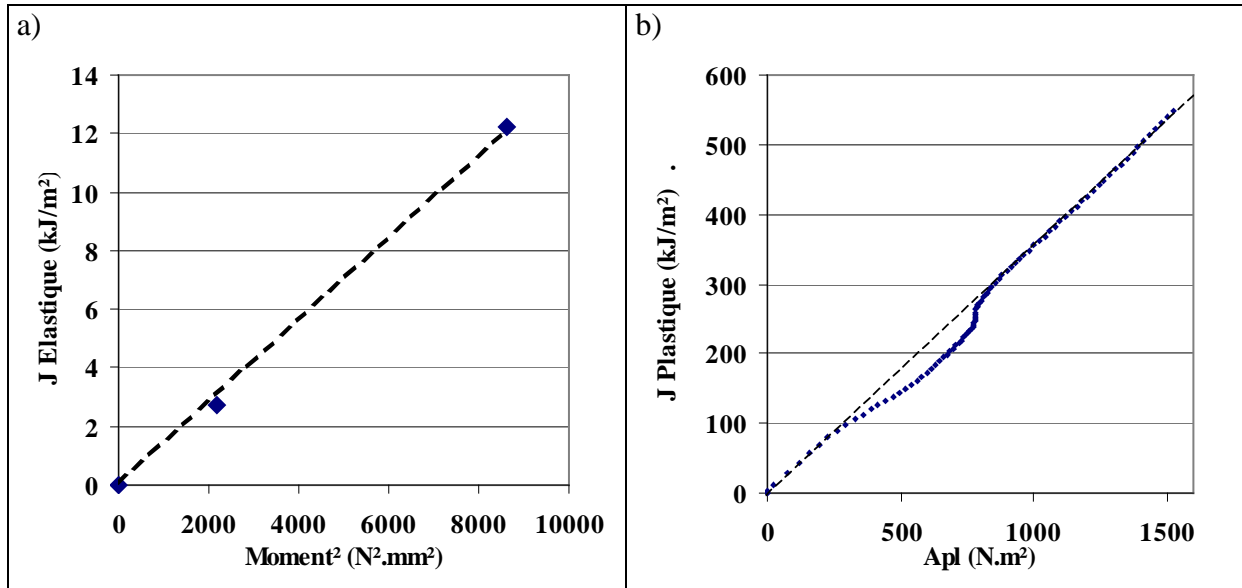 a)
14
12
10
8
6
4
2
0
J Elastique (kJ/m²)
0 2000 4000 6000 8000 10000
Moment² (N².mm²)
b)
600
500
400
300
200
100
0
J Plastique (kJ/m²) .
0 500 1000 1500
Apl (N.m²)